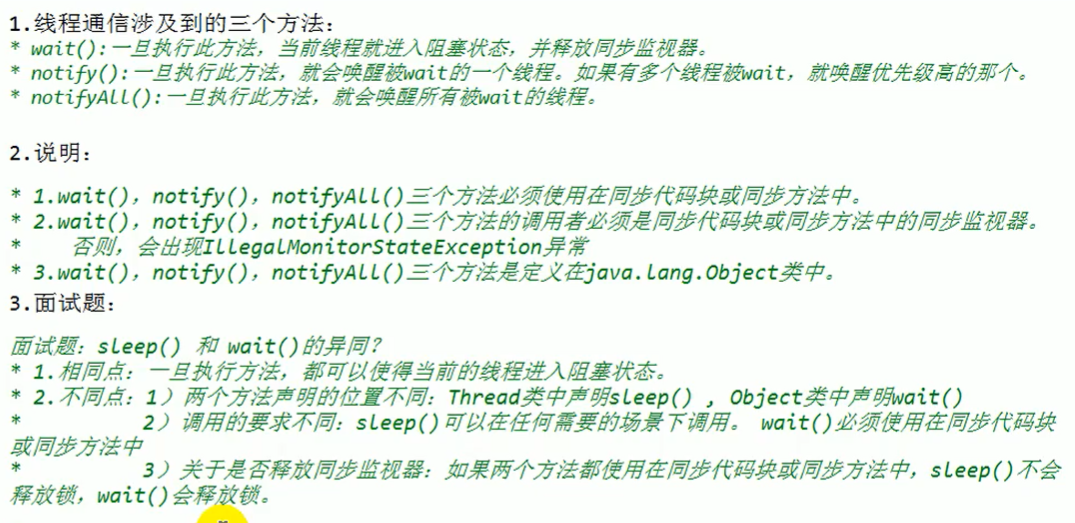 1.线程通信涉及到的三个方法：
* wait():一旦执行此方法，当前线程就进入阻塞状态，并释放同步监视器。
* notify():一旦执行此方法，就会唤醒被wait的一个线程。如果有多个线程被wait，就唤醒优先级高的那个。
* notifyAll():一旦执行此方法，就会唤醒所有被wait的线程。
2.说明：
* 1.wait()，notify()，notifyAll()三个方法必须使用在同步代码块或同步方法中。
* 2.wait()，notify()，notifyAll()三个方法的调用者必须是同步代码块或同步方法中的同步监视器。
* 否则，会出现IllegalMonitorStateException异常
* 3.wait()，notify()，notifyAll()三个方法是定义在java.lang.Object类中。
3.面试题：
面试题：sleep() 和 wait()的异同？
* 1.相同点：一旦执行方法，都可以使得当前的线程进入阻塞状态。
* 2.不同点：1）两个方法声明的位置不同：Thread类中声明sleep() , Object类中声明wait()
* 2）调用的要求不同：sleep()可以在任何需要的场景下调用。 wait()必须使用在同步代码块
或同步方法中
* 3）关于是否释放同步监视器：如果两个方法都使用在同步代码块或同步方法中，sleep()不会
释放锁，wait()会释放锁。